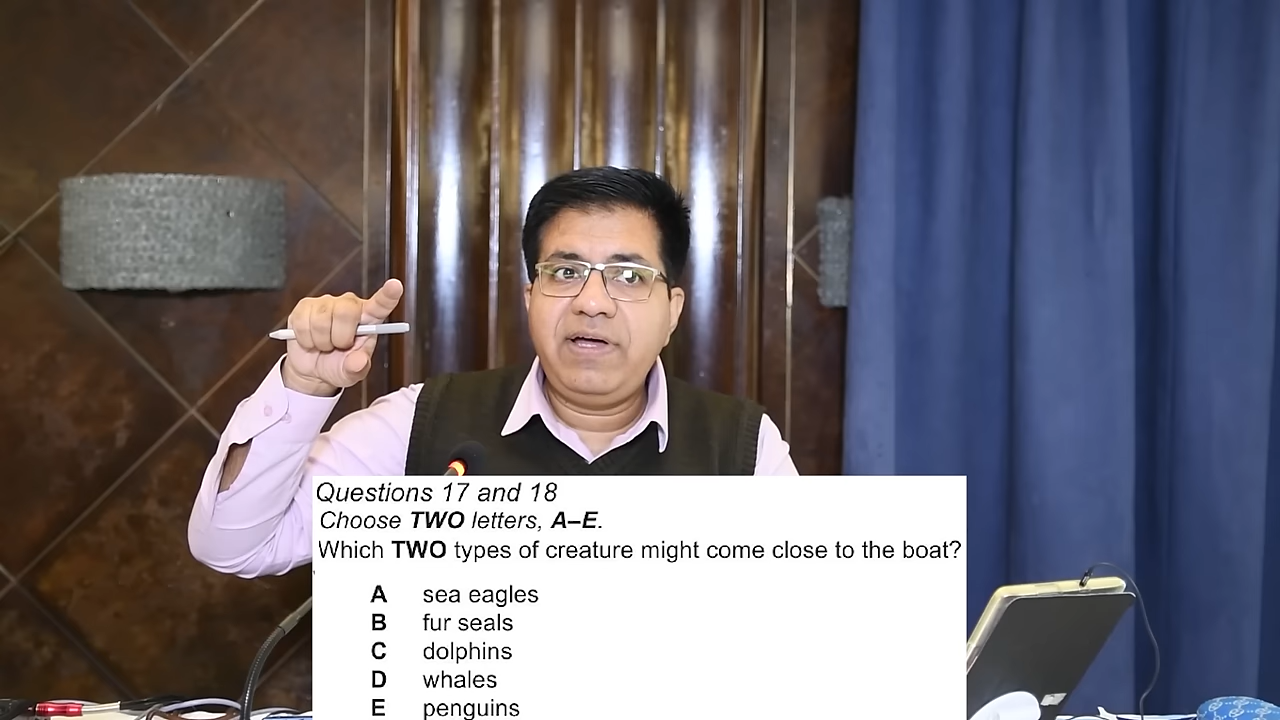 Questions 17 and 18
Choose TWO letters, A–E.
Which TWO types of creature might come close to the boat?
A sea eagles
B fur seals
C dolphins
D whales
E penguins